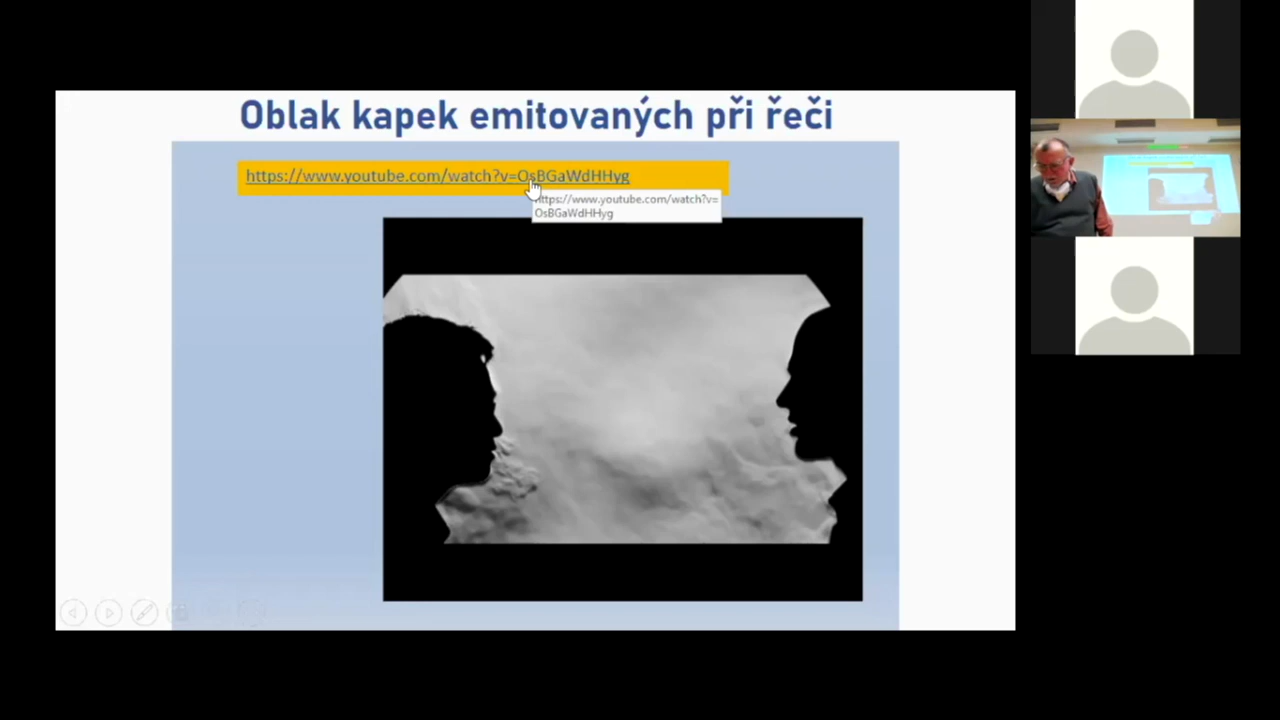 Oblak kapek emitovaných při řeči
https://www.youtube.com/watch?v=OsBGaWdHHyg
https://www.youtube.com/watch?v=
OsBGaWdHHyg